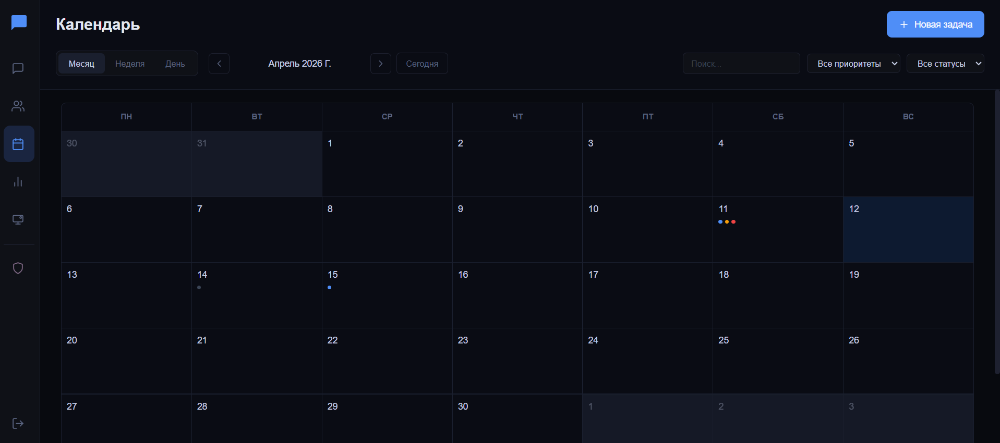 Календарь
Новая задача
Месяц Неделя День Апрель 2026 Г. Сегодня Поиск... Все приоритеты Все статусы
ПН ВТ СР ЧТ ПТ СБ ВС
30 31 1 2 3 4 5
6 7 8 9 10 11 12
13 14 15 16 17 18 19
20 21 22 23 24 25 26
27 28 29 30 1 2 3